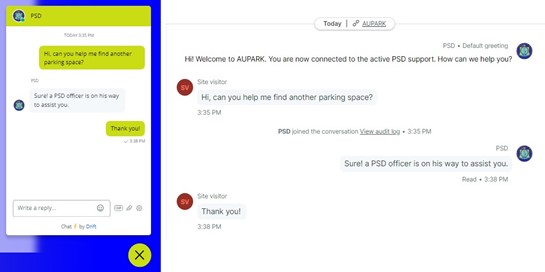 PSD
TODAY 3:35 PM
Hi, can you help me find another
parking space?
PSD
Sure! a PSD officer is on his way
to assist you.
Thank you!
✓ 3:38 PM
Write a reply...
GIF
Chat ⚡ by Drift
Today | AUPARK
PSD • Default greeting
Hi! Welcome to AUPARK. You are now connected to the active PSD support. How can we help you?
SV
Site visitor
Hi, can you help me find another parking space?
3:35 PM
PSD joined the conversation View audit log • 3:35 PM
PSD
Sure! a PSD officer is on his way to assist you.
Read • 3:38 PM
SV
Site visitor
Thank you!
3:38 PM